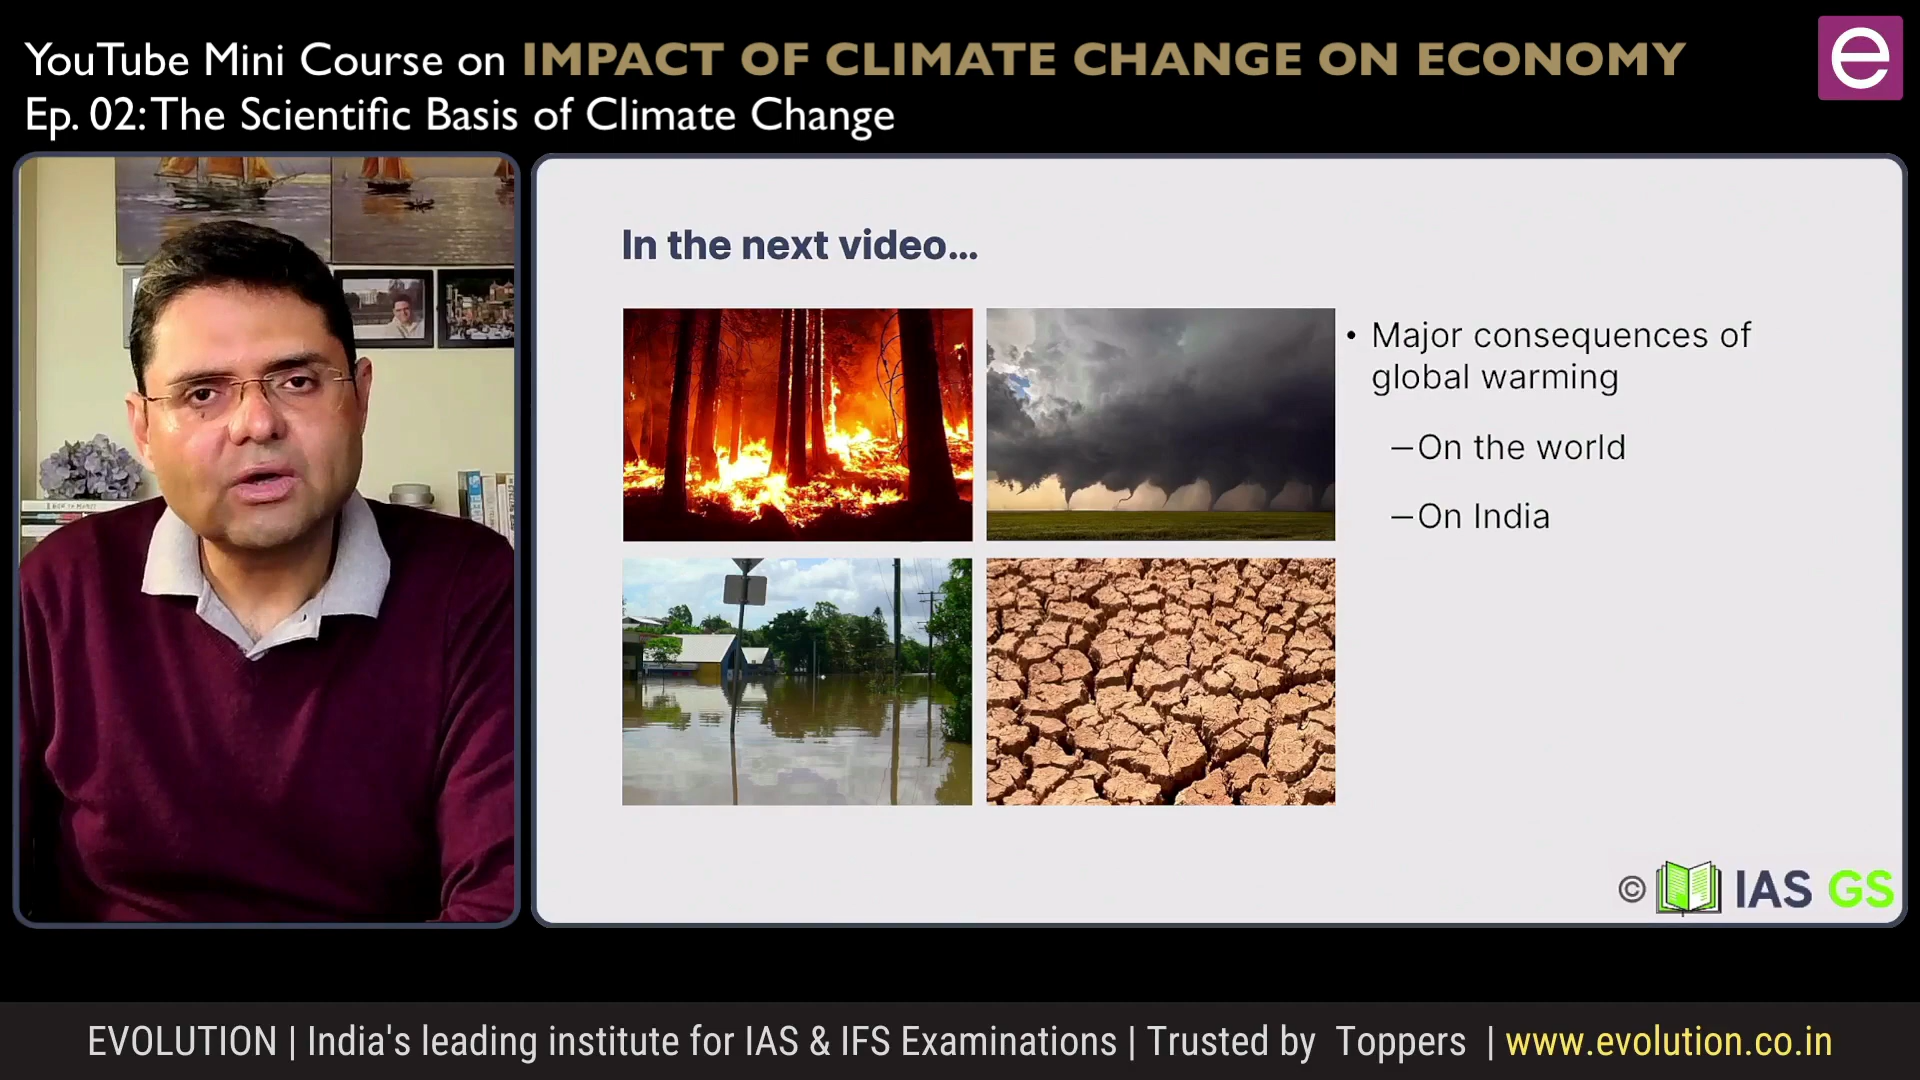 YouTube Mini Course on IMPACT OF CLIMATE CHANGE ON ECONOMY
e
Ep. 02: The Scientific Basis of Climate Change
In the next video...
• Major consequences of
global warming
–On the world
–On India
© IAS GS
EVOLUTION | India's leading institute for IAS & IFS Examinations | Trusted by Toppers | www.evolution.co.in